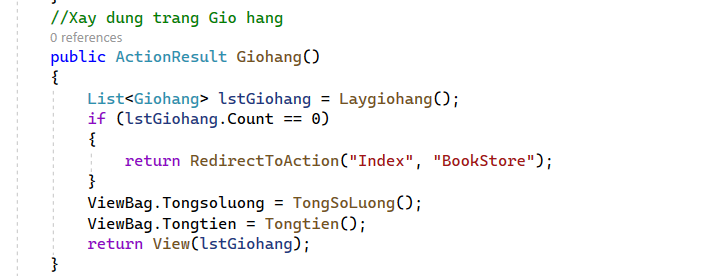 //Xay dung trang Gio hang
0 references
public ActionResult Giohang()
{
List<Giohang> lstGiohang = Laygiohang();
if (lstGiohang.Count == 0)
{
return RedirectToAction("Index", "BookStore");
}
ViewBag.Tongsoluong = TongSoLuong();
ViewBag.Tongtien = Tongtien();
return View(lstGiohang);
}